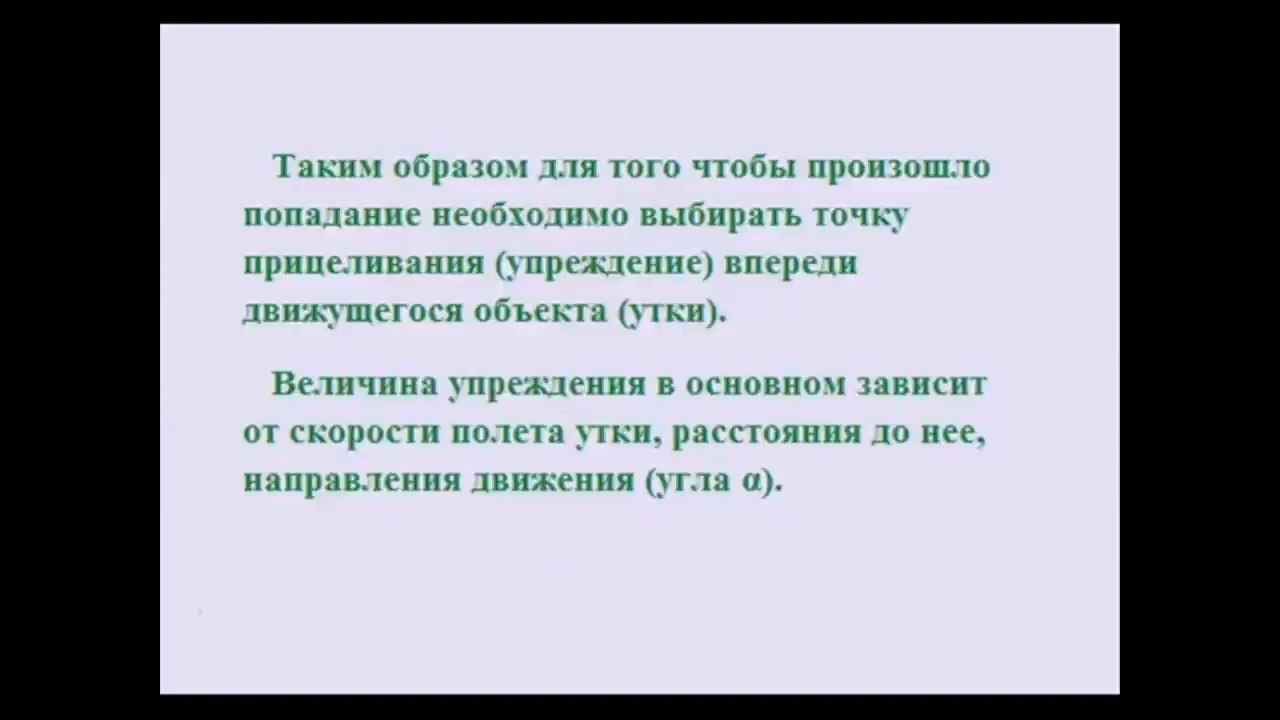 Таким образом для того чтобы произошло
попадание необходимо выбирать точку
прицеливания (упреждение) впереди
движущегося объекта (утки).
Величина упреждения в основном зависит
от скорости полета утки, расстояния до нее,
направления движения (угла α).